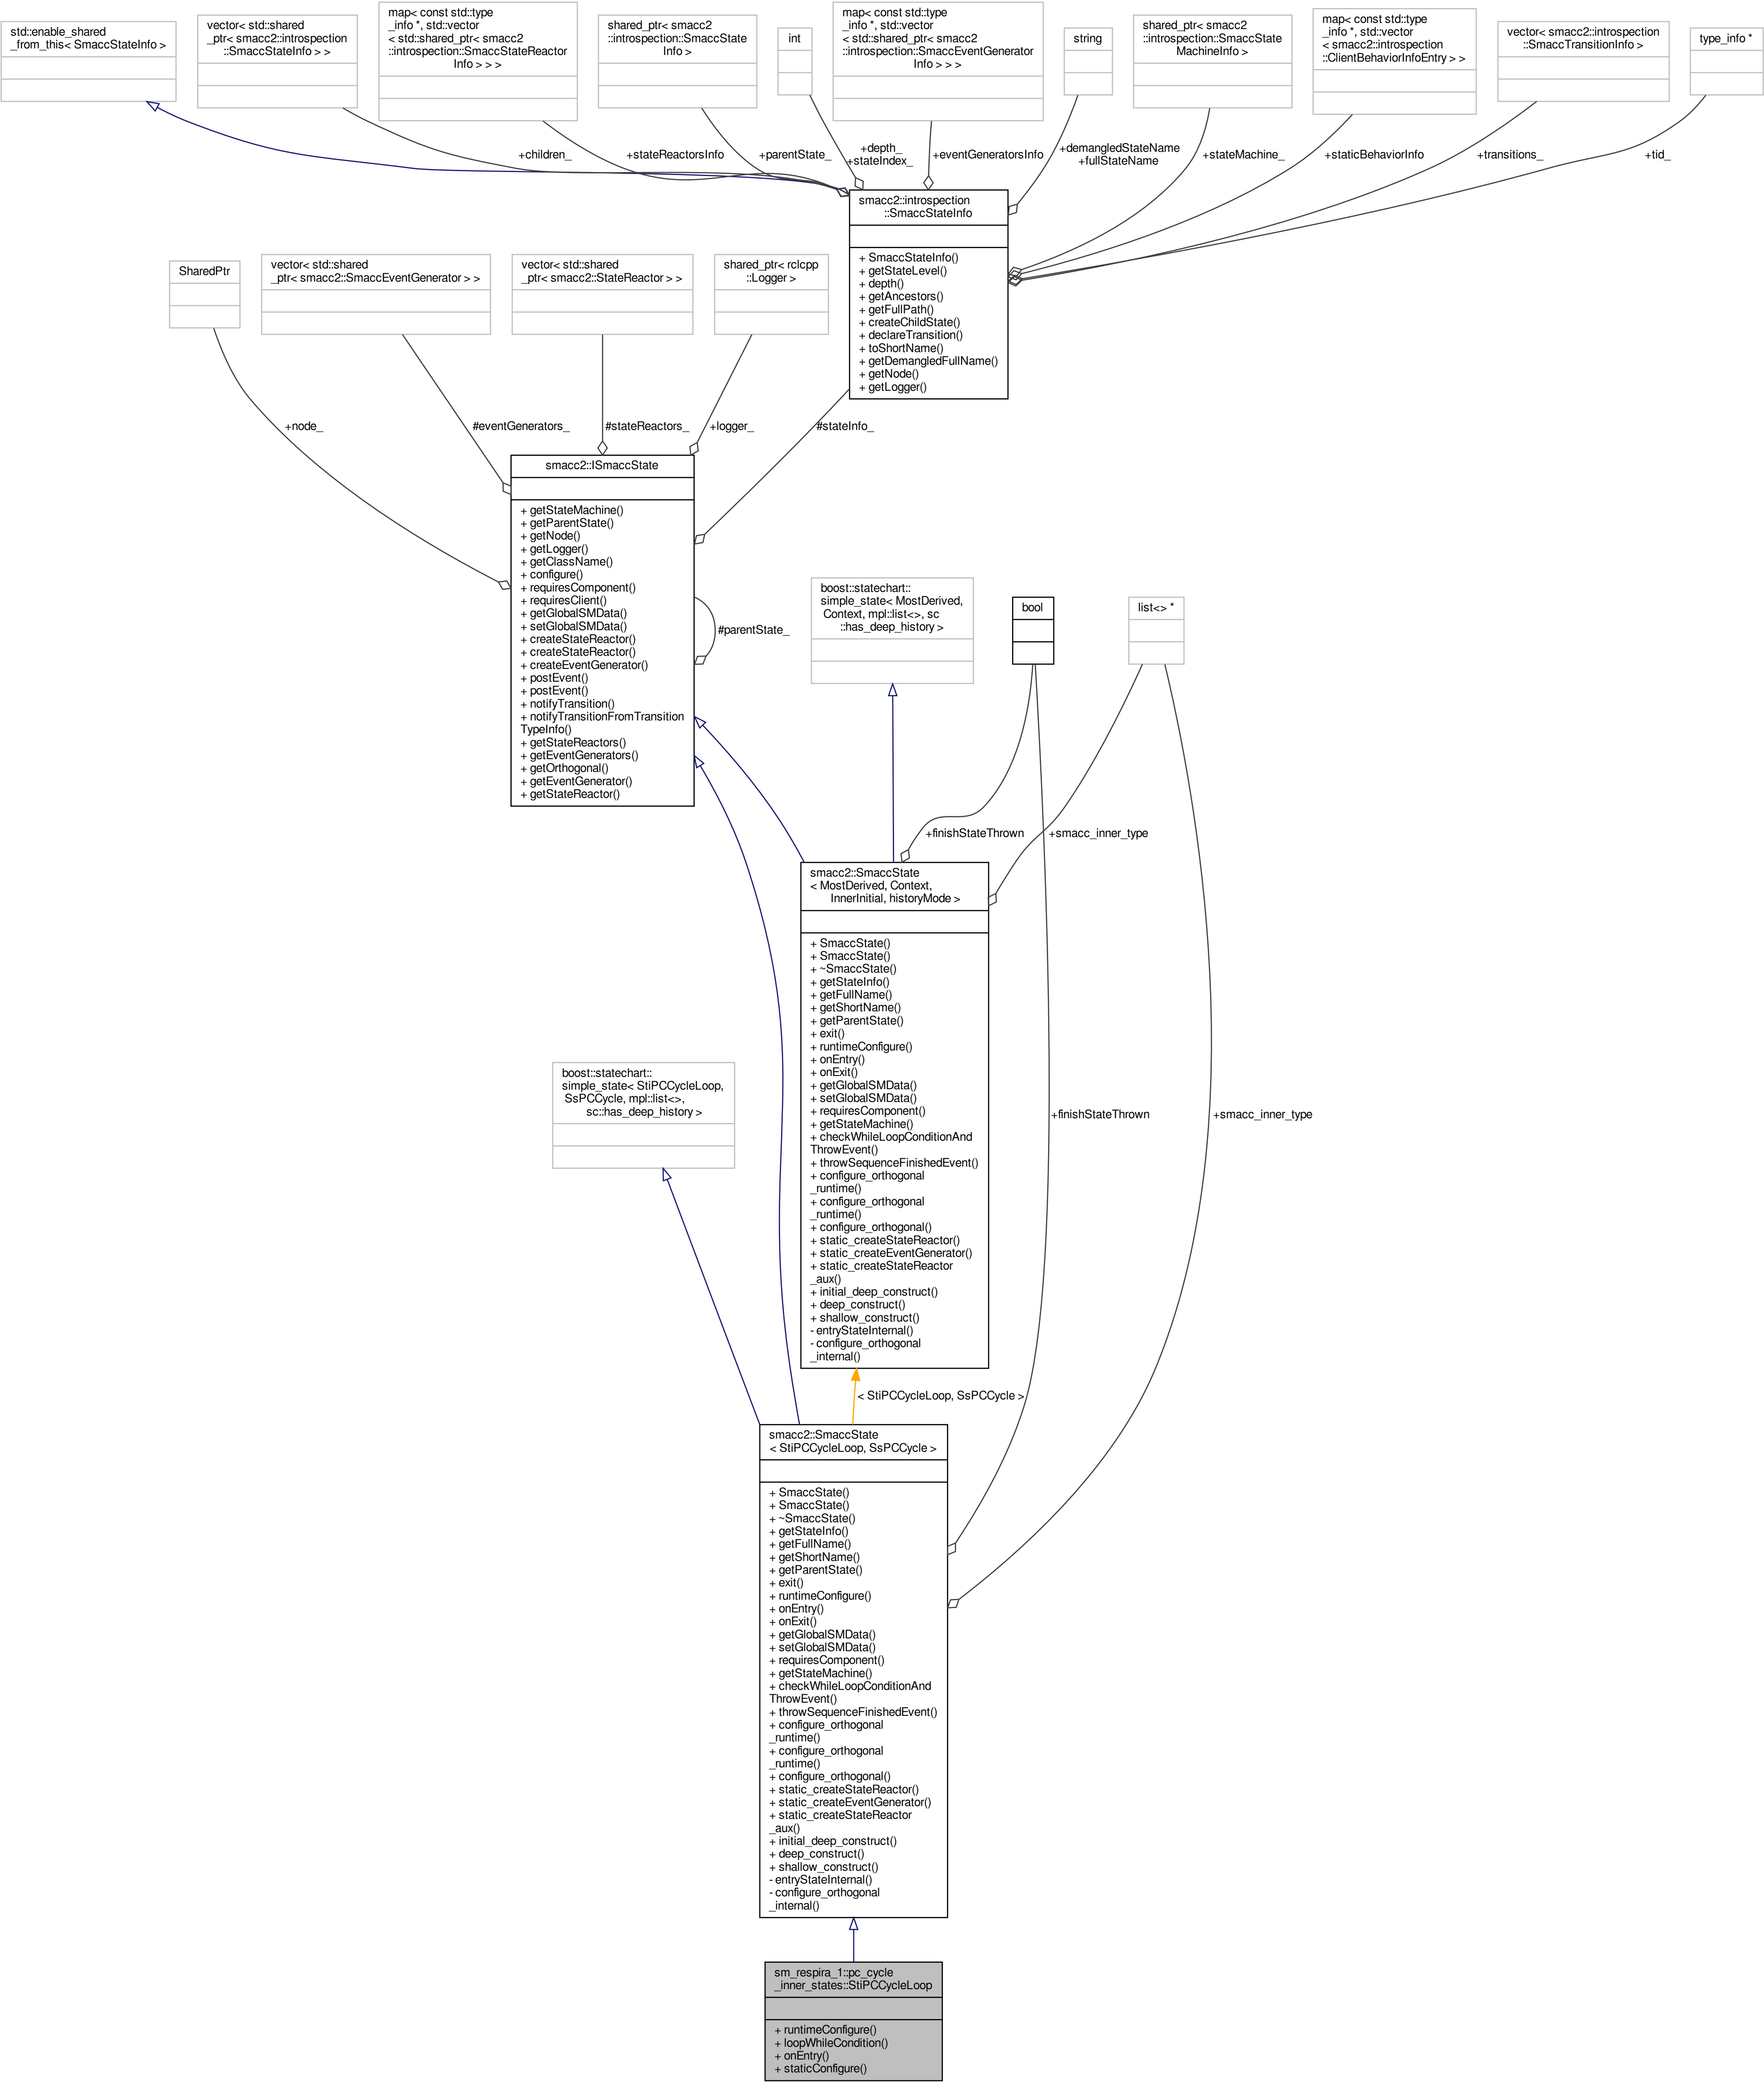 std::enable_shared
_from_this< SmaccStateInfo >
vector< std::shared
_ptr< smacc2::introspection
::SmaccStateInfo > >
map< const std::type
_info *, std::vector
< std::shared_ptr< smacc2
::introspection::SmaccStateReactor
Info > > >
shared_ptr< smacc2
::introspection::SmaccState
Info >
int
map< const std::type
_info *, std::vector
< std::shared_ptr< smacc2
::introspection::SmaccEventGenerator
Info > > >
string
shared_ptr< smacc2
::introspection::SmaccState
MachineInfo >
map< const std::type
_info *, std::vector
< smacc2::introspection
::ClientBehaviorInfoEntry > >
vector< smacc2::introspection
::SmaccTransitionInfo >
type_info *
+children_
+stateReactorsInfo
+parentState_
+depth_
+stateIndex_
+eventGeneratorsInfo
+demangledStateName
+fullStateName
+stateMachine_
+staticBehaviorInfo
+transitions_
+tid_
smacc2::introspection
::SmaccStateInfo
+ SmaccStateInfo()
+ getStateLevel()
+ depth()
+ getAncestors()
+ getFullPath()
+ createChildState()
+ declareTransition()
+ toShortName()
+ getDemangledFullName()
+ getNode()
+ getLogger()
SharedPtr
vector< std::shared
_ptr< smacc2::SmaccEventGenerator > >
vector< std::shared
_ptr< smacc2::StateReactor > >
shared_ptr< rclcpp
::Logger >
+node_
#eventGenerators_
#stateReactors_
+logger_
#stateInfo_
smacc2::ISmaccState
+ getStateMachine()
+ getParentState()
+ getNode()
+ getLogger()
+ getClassName()
+ configure()
+ requiresComponent()
+ requiresClient()
+ getGlobalSMData()
+ setGlobalSMData()
+ createStateReactor()
+ createStateReactor()
+ createEventGenerator()
+ postEvent()
+ postEvent()
+ notifyTransition()
+ notifyTransitionFromTransition
TypeInfo()
+ getStateReactors()
+ getEventGenerators()
+ getOrthogonal()
+ getEventGenerator()
+ getStateReactor()
#parentState_
boost::statechart::
simple_state< MostDerived,
Context, mpl::list<>, sc
::has_deep_history >
bool
list<> *
+finishStateThrown
+smacc_inner_type
smacc2::SmaccState
< MostDerived, Context,
InnerInitial, historyMode >
+ SmaccState()
+ SmaccState()
+ ~SmaccState()
+ getStateInfo()
+ getFullName()
+ getShortName()
+ getParentState()
+ exit()
+ runtimeConfigure()
+ onEntry()
+ onExit()
+ getGlobalSMData()
+ setGlobalSMData()
+ requiresComponent()
+ getStateMachine()
+ checkWhileLoopConditionAnd
ThrowEvent()
+ throwSequenceFinishedEvent()
+ configure_orthogonal
_runtime()
+ configure_orthogonal
_runtime()
+ configure_orthogonal()
+ static_createStateReactor()
+ static_createEventGenerator()
+ static_createStateReactor
_aux()
+ initial_deep_construct()
+ deep_construct()
+ shallow_construct()
- entryStateInternal()
- configure_orthogonal
_internal()
boost::statechart::
simple_state< StiPCCycleLoop,
SsPCCycle, mpl::list<>,
sc::has_deep_history >
+finishStateThrown
+smacc_inner_type
< StiPCCycleLoop, SsPCCycle >
smacc2::SmaccState
< StiPCCycleLoop, SsPCCycle >
+ SmaccState()
+ SmaccState()
+ ~SmaccState()
+ getStateInfo()
+ getFullName()
+ getShortName()
+ getParentState()
+ exit()
+ runtimeConfigure()
+ onEntry()
+ onExit()
+ getGlobalSMData()
+ setGlobalSMData()
+ requiresComponent()
+ getStateMachine()
+ checkWhileLoopConditionAnd
ThrowEvent()
+ throwSequenceFinishedEvent()
+ configure_orthogonal
_runtime()
+ configure_orthogonal
_runtime()
+ configure_orthogonal()
+ static_createStateReactor()
+ static_createEventGenerator()
+ static_createStateReactor
_aux()
+ initial_deep_construct()
+ deep_construct()
+ shallow_construct()
- entryStateInternal()
- configure_orthogonal
_internal()
sm_respira_1::pc_cycle
_inner_states::StiPCCycleLoop
+ runtimeConfigure()
+ loopWhileCondition()
+ onEntry()
+ staticConfigure()